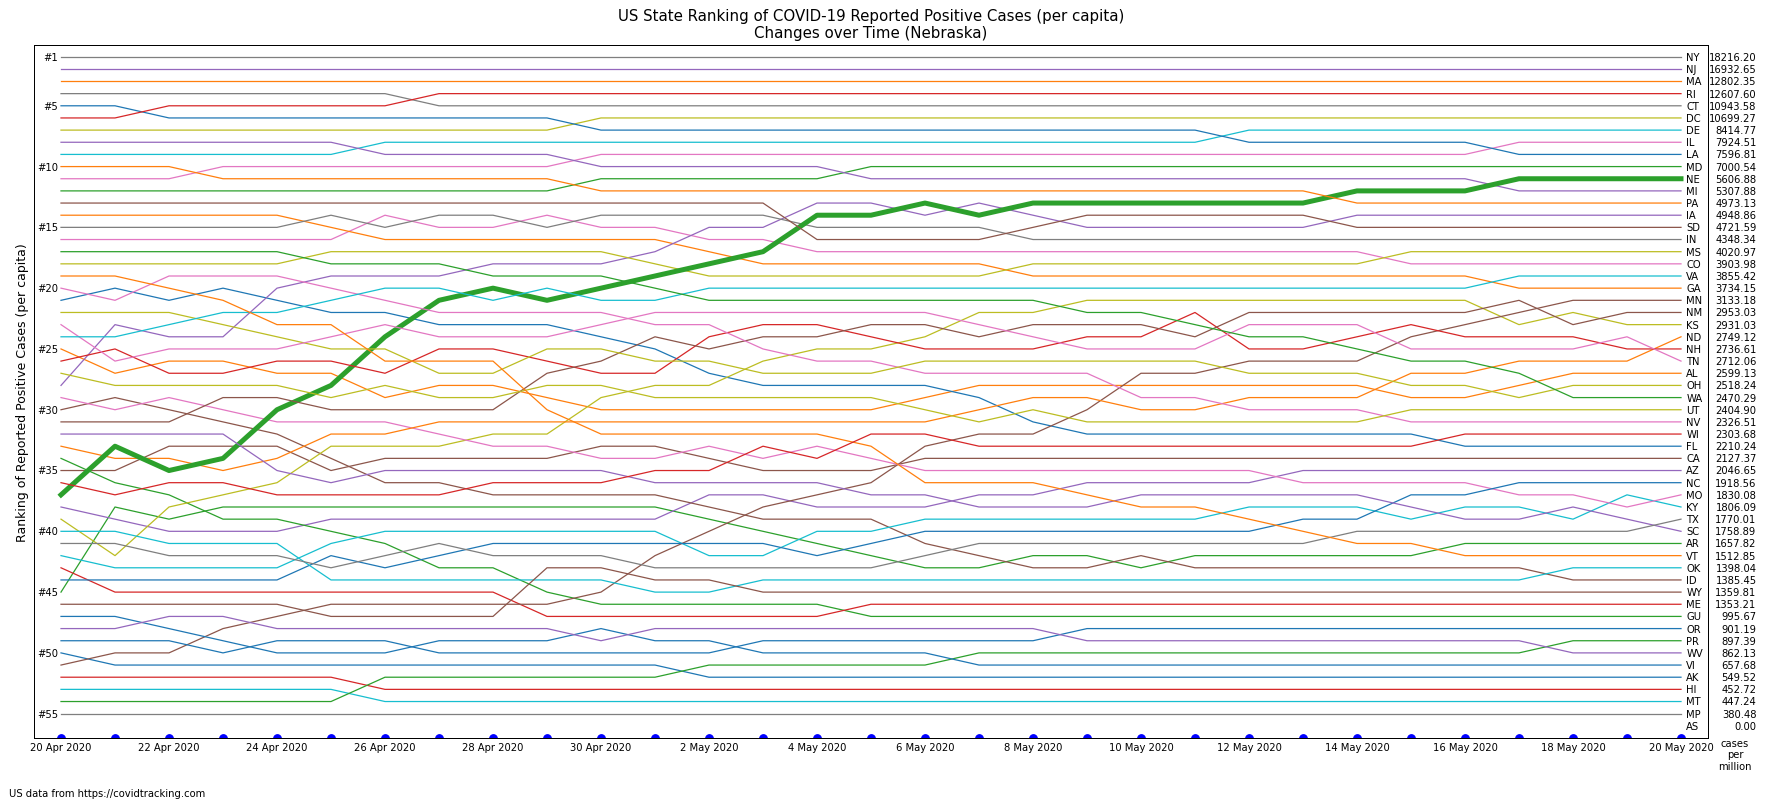 US State Ranking of COVID-19 Reported Positive Cases (per capita)
Changes over Time (Nebraska)
Ranking of Reported Positive Cases (per capita)
#1
#5
#10
#15
#20
#25
#30
#35
#40
#45
#50
#55
NY 18216.20
NJ 16932.65
MA 12802.35
RI 12607.60
CT 10943.58
DC 10699.27
DE 8414.77
IL 7924.51
LA 7596.81
MD 7000.54
NE 5606.88
MI 5307.88
PA 4973.13
IA 4948.86
SD 4721.59
IN 4348.34
MS 4020.97
CO 3903.98
VA 3855.42
GA 3734.15
MN 3133.18
NM 2953.03
KS 2931.03
ND 2749.12
NH 2736.61
TN 2712.06
AL 2599.13
OH 2518.24
WA 2470.29
UT 2404.90
NV 2326.51
WI 2303.68
FL 2210.24
CA 2127.37
AZ 2046.65
NC 1918.56
MO 1830.08
KY 1806.09
TX 1770.01
SC 1758.89
AR 1657.82
VT 1512.85
OK 1398.04
ID 1385.45
WY 1359.81
ME 1353.21
GU 995.67
OR 901.19
PR 897.39
WV 862.13
VI 657.68
AK 549.52
HI 452.72
MT 447.24
MP 380.48
AS 0.00
20 Apr 2020 22 Apr 2020 24 Apr 2020 26 Apr 2020 28 Apr 2020 30 Apr 2020 2 May 2020 4 May 2020 6 May 2020 8 May 2020 10 May 2020 12 May 2020 14 May 2020 16 May 2020 18 May 2020 20 May 2020
cases
per
million
US data from https://covidtracking.com